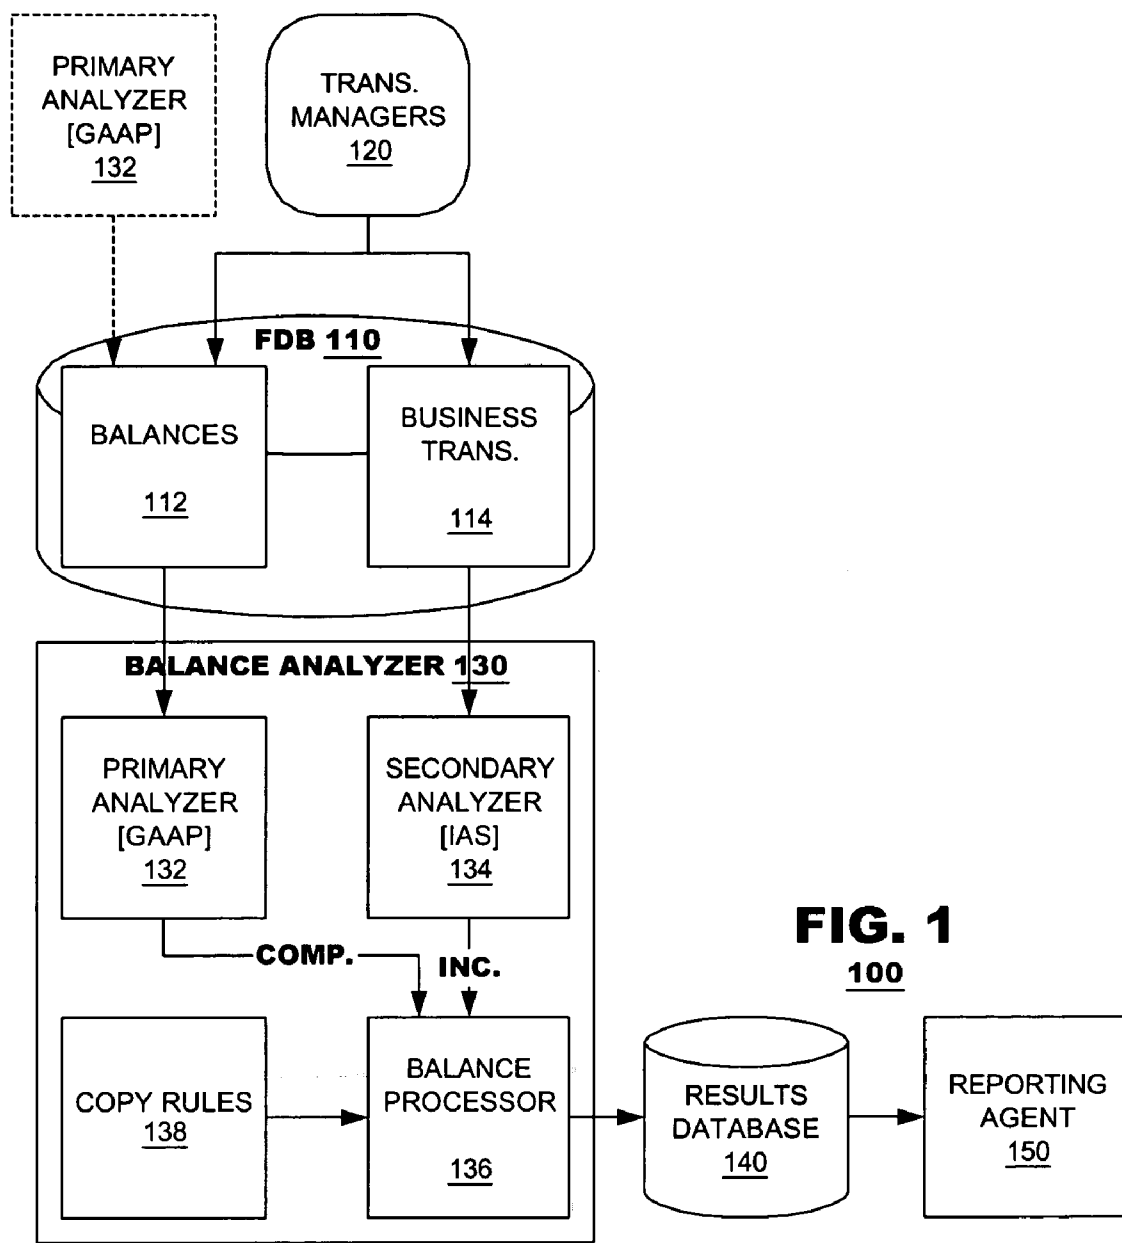 PRIMARY
ANALYZER
[GAAP]
132
TRANS.
MANAGERS
120
FDB 110
BALANCES
112
BUSINESS
TRANS.
114
BALANCE ANALYZER 130
PRIMARY
ANALYZER
[GAAP]
132
SECONDARY
ANALYZER
[IAS]
134
COMP.
INC.
FIG. 1
100
COPY RULES
138
BALANCE
PROCESSOR
136
RESULTS
DATABASE
140
REPORTING
AGENT
150